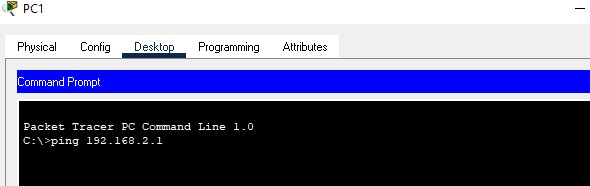 PC1
Physical Config Desktop Programming Attributes
Command Prompt
Packet Tracer PC Command Line 1.0
C:\>ping 192.168.2.1